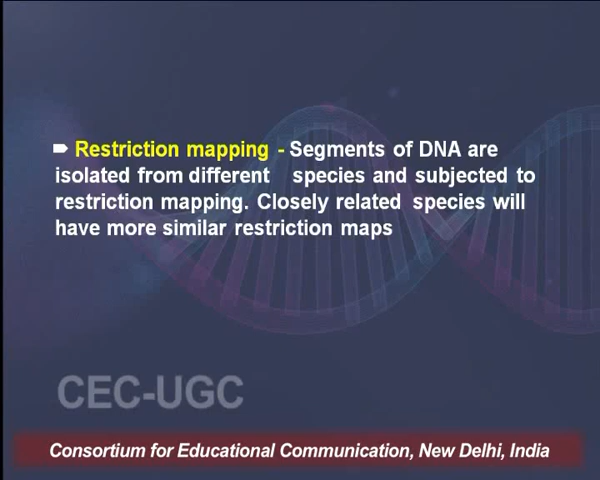 Restriction mapping - Segments of DNA are
isolated from different species and subjected to
restriction mapping. Closely related species will
have more similar restriction maps
CEC-UGC
Consortium for Educational Communication, New Delhi, India